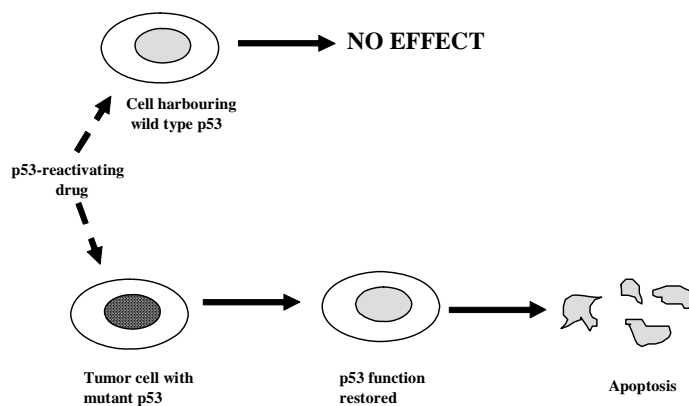 NO EFFECT
Cell harbouring
wild type p53
p53-reactivating
drug
Tumor cell with
mutant p53
p53 function
restored
Apoptosis